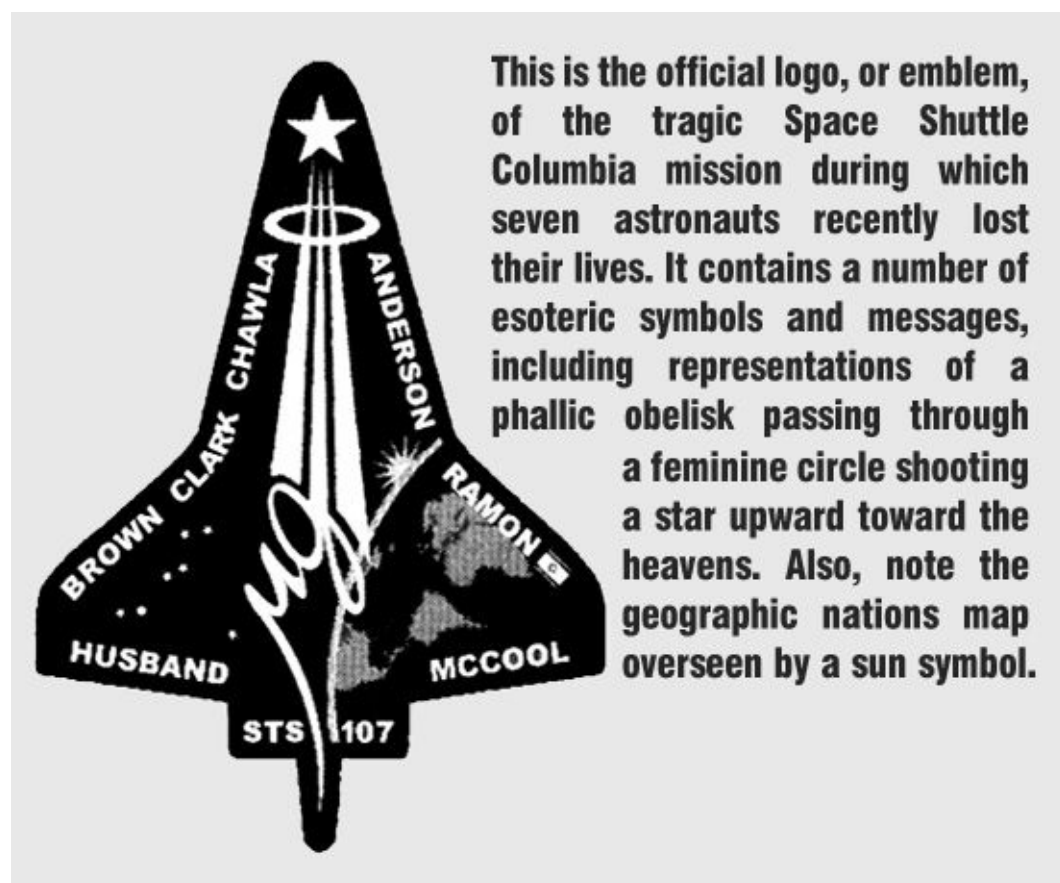 This is the official logo, or emblem,
of the tragic Space Shuttle
Columbia mission during which
seven astronauts recently lost
their lives. It contains a number of
esoteric symbols and messages,
including representations of a
phallic obelisk passing through
a feminine circle shooting
a star upward toward the
heavens. Also, note the
geographic nations map
overseen by a sun symbol.
BROWN CLARK CHAWLA
ANDERSON
RAMON
HUSBAND
MCCOOL
STS 107
μg